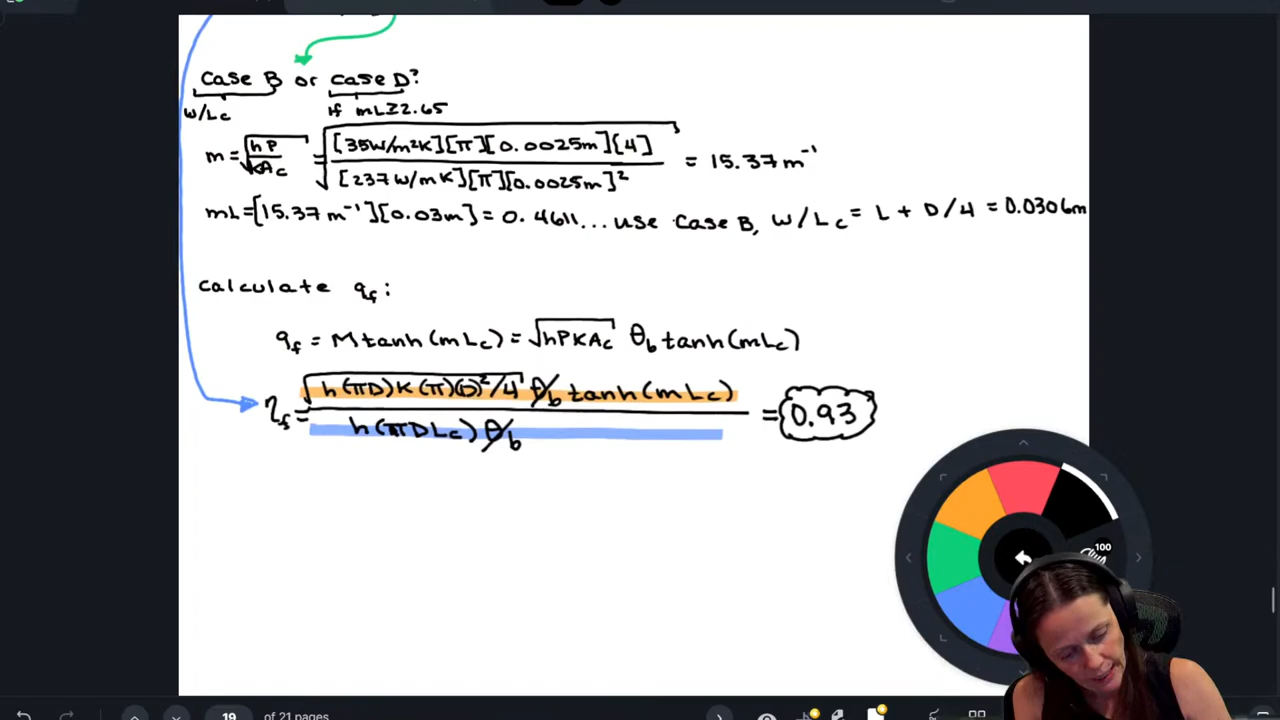 Case B or case D?
w/Lc
If mL≥2.65
m=√hP/KAc = √[35W/m²K][π][0.0025m][4] / [237 W/mK][π][0.0025m]² = 15.37m⁻¹
mL=[15.37 m⁻¹][0.03m]=0.4611...use case B, w/Lc = L + D/4 = 0.0306m
calculate qf:
qf = M tanh(mLc)=√hPKAc θb tanh(mLc)
ηf = √h(πD)K(π)(D)²/4 θb tanh(mLc) / h(πDLc)θb = 0.93
100
19 of 21 pages